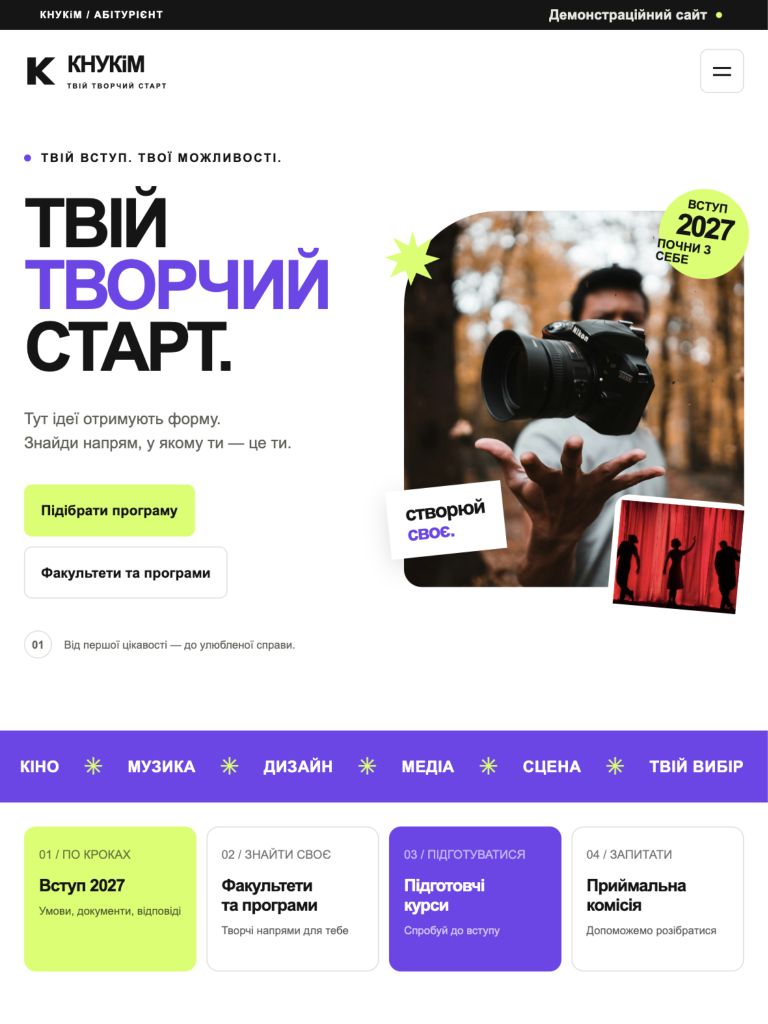 КНУКіМ / АБІТУРІЄНТ
Демонстраційний сайт
КНУКіМ
ТВІЙ ТВОРЧИЙ СТАРТ
ТВІЙ ВСТУП. ТВОЇ МОЖЛИВОСТІ.
ТВІЙ
ТВОРЧИЙ
СТАРТ.
Тут ідеї отримують форму.
Знайди напрям, у якому ти — це ти.
Підібрати програму
Факультети та програми
01 Від першої цікавості — до улюбленої справи.
ВСТУП
2027
ПОЧНИ З
СЕБЕ
Nikon
створюй
своє.
КІНО МУЗИКА ДИЗАЙН МЕДІА СЦЕНА ТВІЙ ВИБІР
01 / ПО КРОКАХ
Вступ 2027
Умови, документи, відповіді
02 / ЗНАЙТИ СВОЄ
Факультети
та програми
Творчі напрями для тебе
03 / ПІДГОТУВАТИСЯ
Підготовчі
курси
Спробуй до вступу
04 / ЗАПИТАТИ
Приймальна
комісія
Допоможемо розібратися